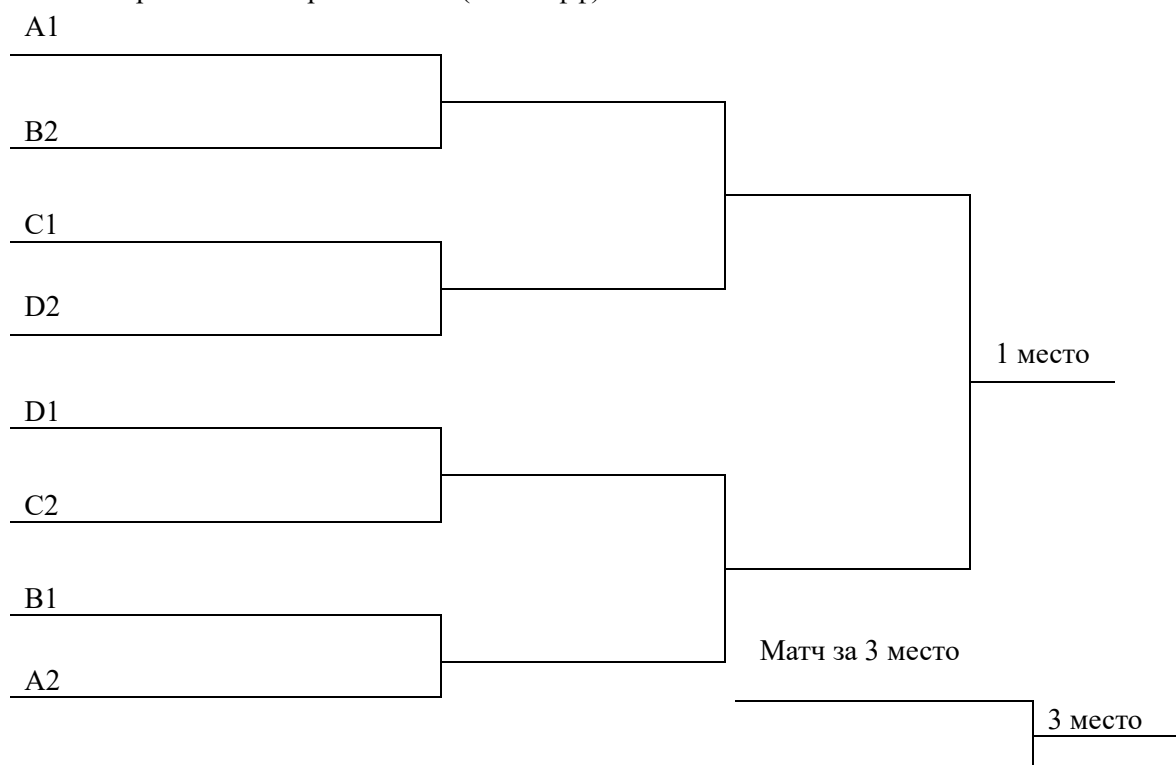 A1
B2
C1
D2
1 место
D1
C2
B1
Матч за 3 место
A2
3 место